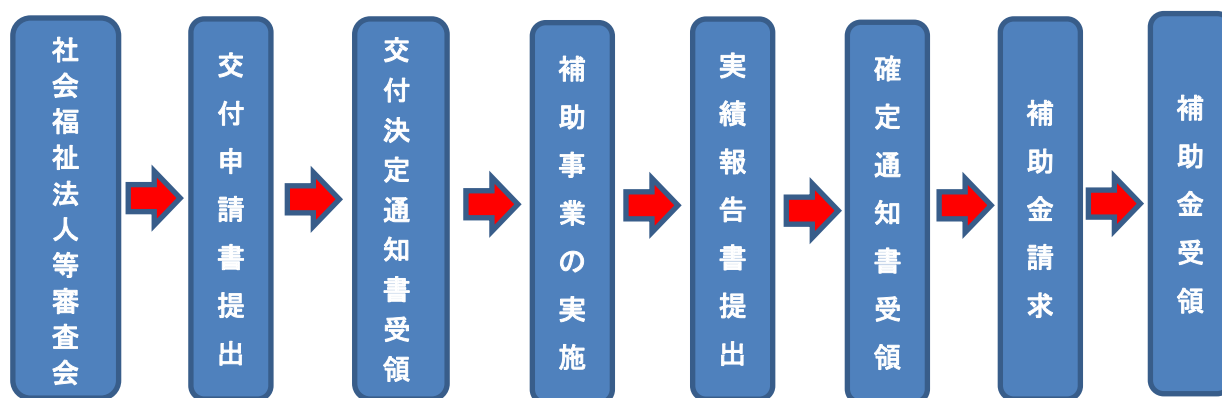 社会福祉法人等審査会
交付申請書提出
交付決定通知書受領
補助事業の実施
実績報告書提出
確定通知書受領
補助金請求
補助金受領